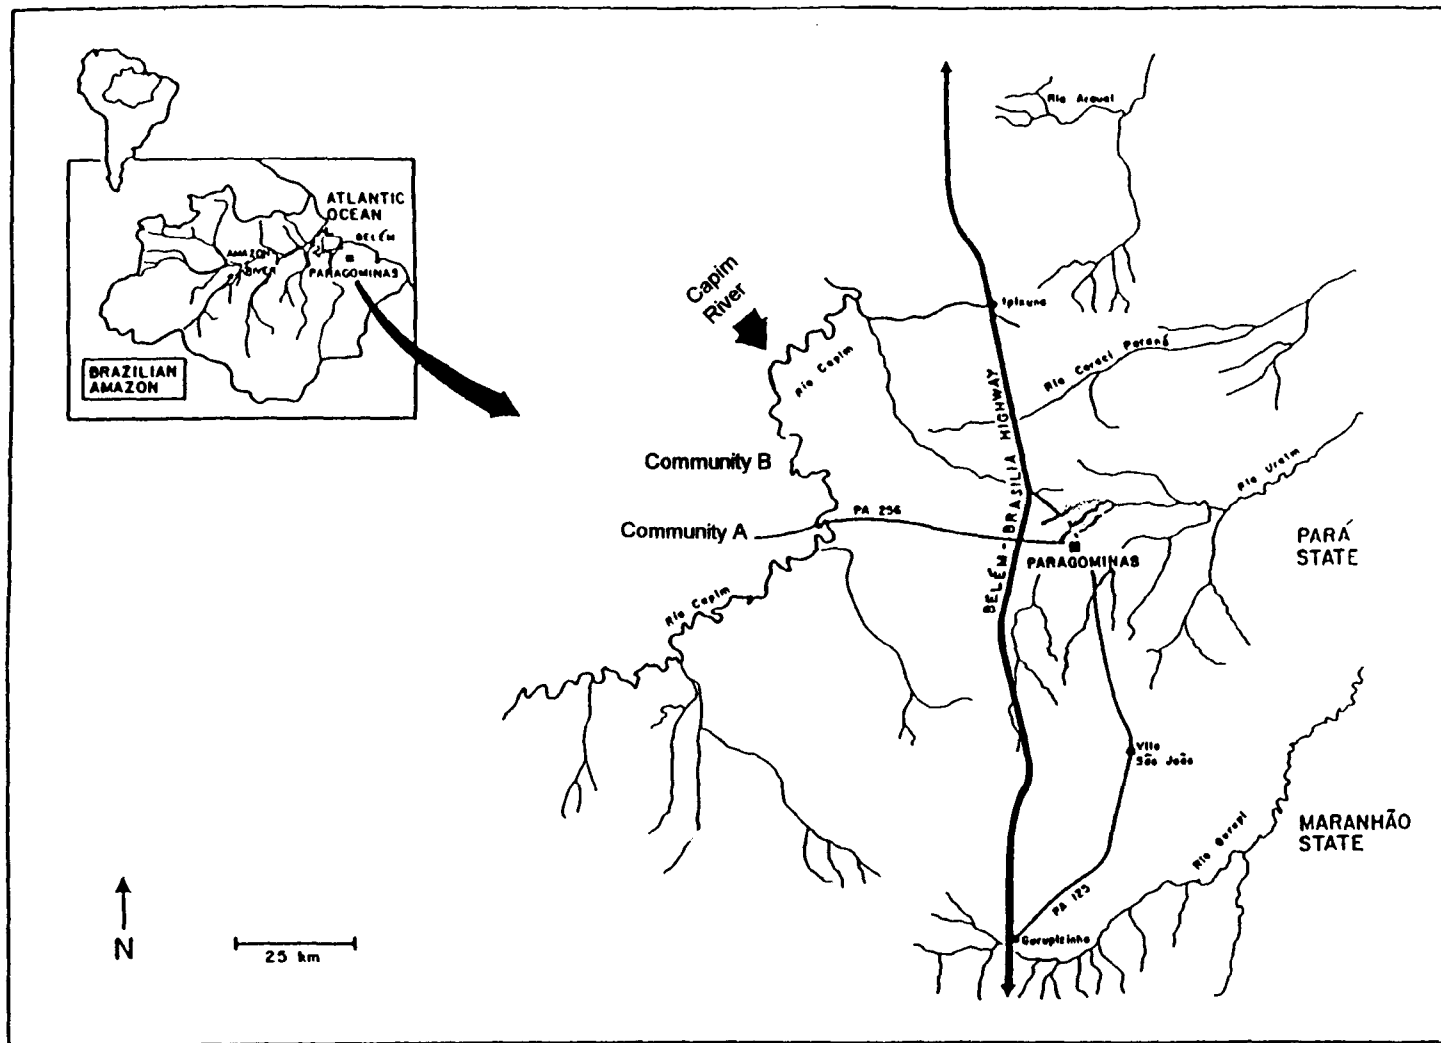 ATLANTIC
OCEAN
BELÉM
AMAZON
RIVER
PARAGOMINAS
BRAZILIAN
AMAZON
Capim
River
Rio Capim
Community B
Community A
PA 256
Rio Capim
BELÉM - BRASILIA HIGHWAY
Ipixuna
Rio Coraci Paraná
Rio Uraim
PARAGOMINAS
PARÁ
STATE
Vila
São João
MARANHÃO
STATE
Rio Gurupi
PA 125
Gurupizinho
N
25 km